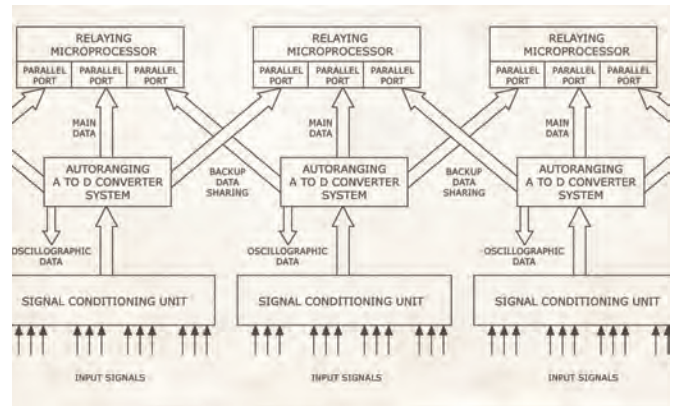 RELAYING
MICROPROCESSOR
PARALLEL
PORT
PARALLEL
PORT
PARALLEL
PORT
RELAYING
MICROPROCESSOR
PARALLEL
PORT
PARALLEL
PORT
PARALLEL
PORT
RELAYING
MICROPROCESSOR
PARALLEL
PORT
PARALLEL
PORT
PARALLEL
PORT
MAIN
DATA
MAIN
DATA
MAIN
DATA
AUTORANGING
A TO D CONVERTER
SYSTEM
BACKUP
DATA
SHARING
AUTORANGING
A TO D CONVERTER
SYSTEM
BACKUP
DATA
SHARING
AUTORANGING
A TO D CONVERTER
SYSTEM
OSCILLOGRAPHIC
DATA
OSCILLOGRAPHIC
DATA
OSCILLOGRAPHIC
DATA
SIGNAL CONDITIONING UNIT
SIGNAL CONDITIONING UNIT
SIGNAL CONDITIONING UNIT
INPUT SIGNALS
INPUT SIGNALS
INPUT SIGNALS